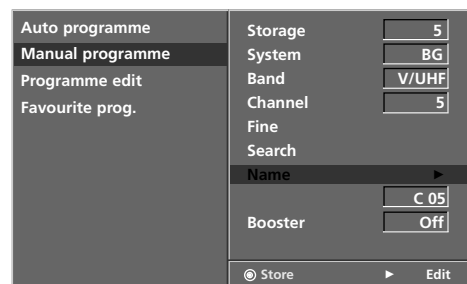 Auto programme
Manual programme
Programme edit
Favourite prog.
Storage 5
System BG
Band V/UHF
Channel 5
Fine
Search
Name ►
C 05
Booster Off
◉ Store ► Edit